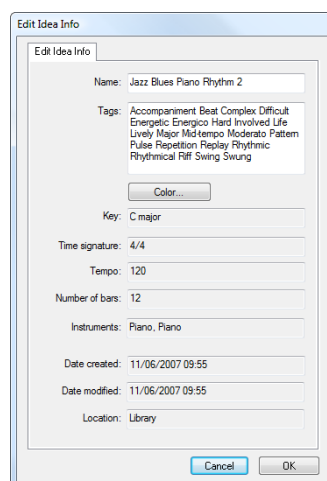 Edit Idea Info
Edit Idea Info
Name: Jazz Blues Piano Rhythm 2
Tags: Accompaniment Beat Complex Difficult
Energetic Energico Hard Involved Life
Lively Major Mid-tempo Moderato Pattern
Pulse Repetition Replay Rhythmic
Rhythmical Riff Swing Swung
Color...
Key: C major
Time signature: 4/4
Tempo: 120
Number of bars: 12
Instruments: Piano, Piano
Date created: 11/06/2007 09:55
Date modified: 11/06/2007 09:55
Location: Library
Cancel OK